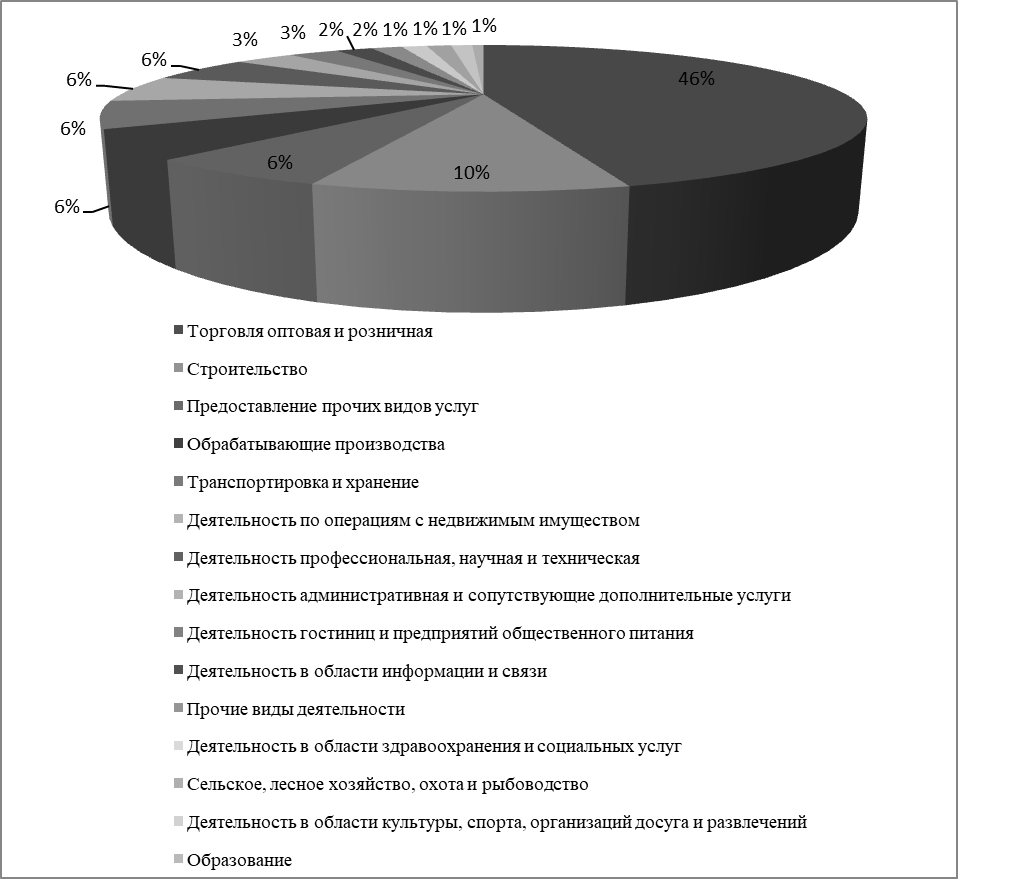 1%
1%
1%
1%
2%
2%
3%
3%
6%
6%
46%
6%
6%
10%
6%
Торговля оптовая и розничная
Строительство
Предоставление прочих видов услуг
Обрабатывающие производства
Транспортировка и хранение
Деятельность по операциям с недвижимым имуществом
Деятельность профессиональная, научная и техническая
Деятельность административная и сопутствующие дополнительные услуги
Деятельность гостиниц и предприятий общественного питания
Деятельность в области информации и связи
Прочие виды деятельности
Деятельность в области здравоохранения и социальных услуг
Сельское, лесное хозяйство, охота и рыбоводство
Деятельность в области культуры, спорта, организаций досуга и развлечений
Образование